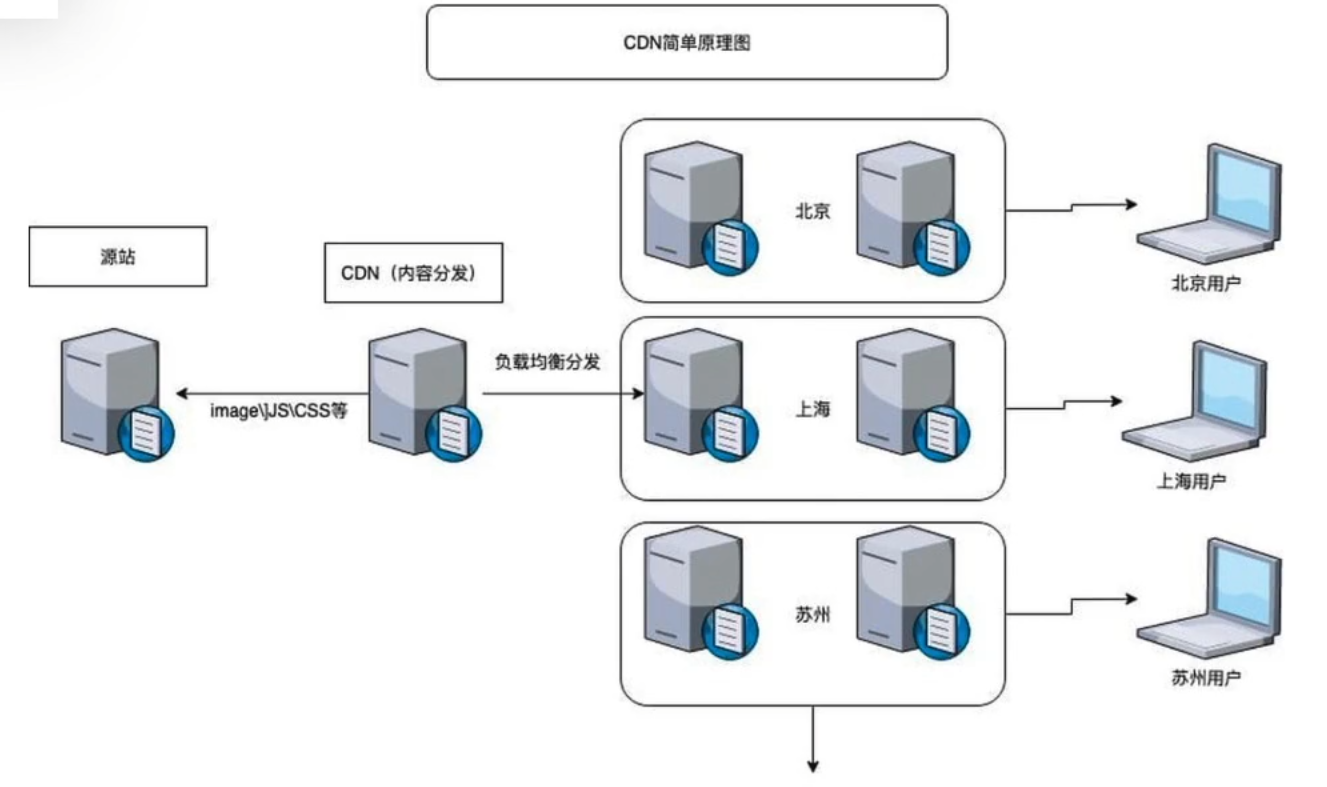 CDN简单原理图
源站
CDN（内容分发）
image\]JS\CSS等
负载均衡分发
北京
北京用户
上海
上海用户
苏州
苏州用户